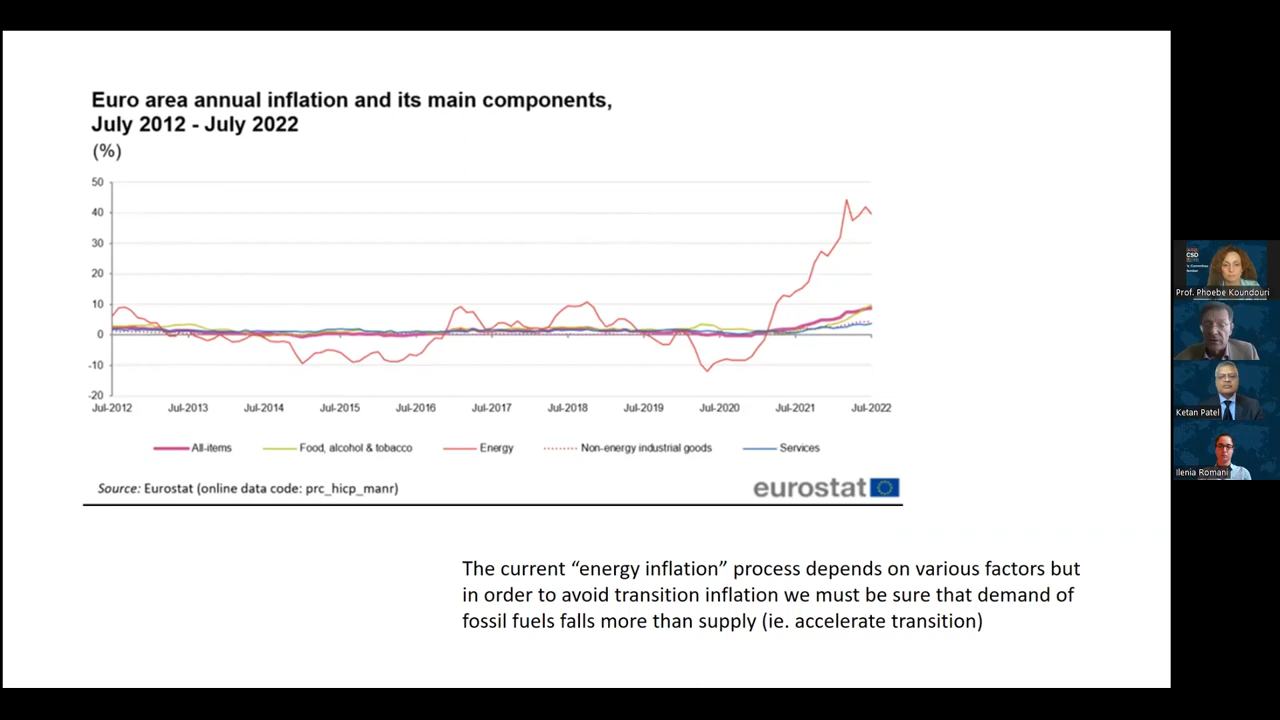 Euro area annual inflation and its main components,
July 2012 - July 2022
(%)
50
40
30
20
10
0
-10
-20
Jul-2012 Jul-2013 Jul-2014 Jul-2015 Jul-2016 Jul-2017 Jul-2018 Jul-2019 Jul-2020 Jul-2021 Jul-2022
All-items Food, alcohol & tobacco Energy Non-energy industrial goods Services
Source: Eurostat (online data code: prc_hicp_manr)
eurostat
The current “energy inflation” process depends on various factors but
in order to avoid transition inflation we must be sure that demand of
fossil fuels falls more than supply (ie. accelerate transition)
CSD
Prof. Phoebe Koundouri
Ketan Patel
Ilenia Romani